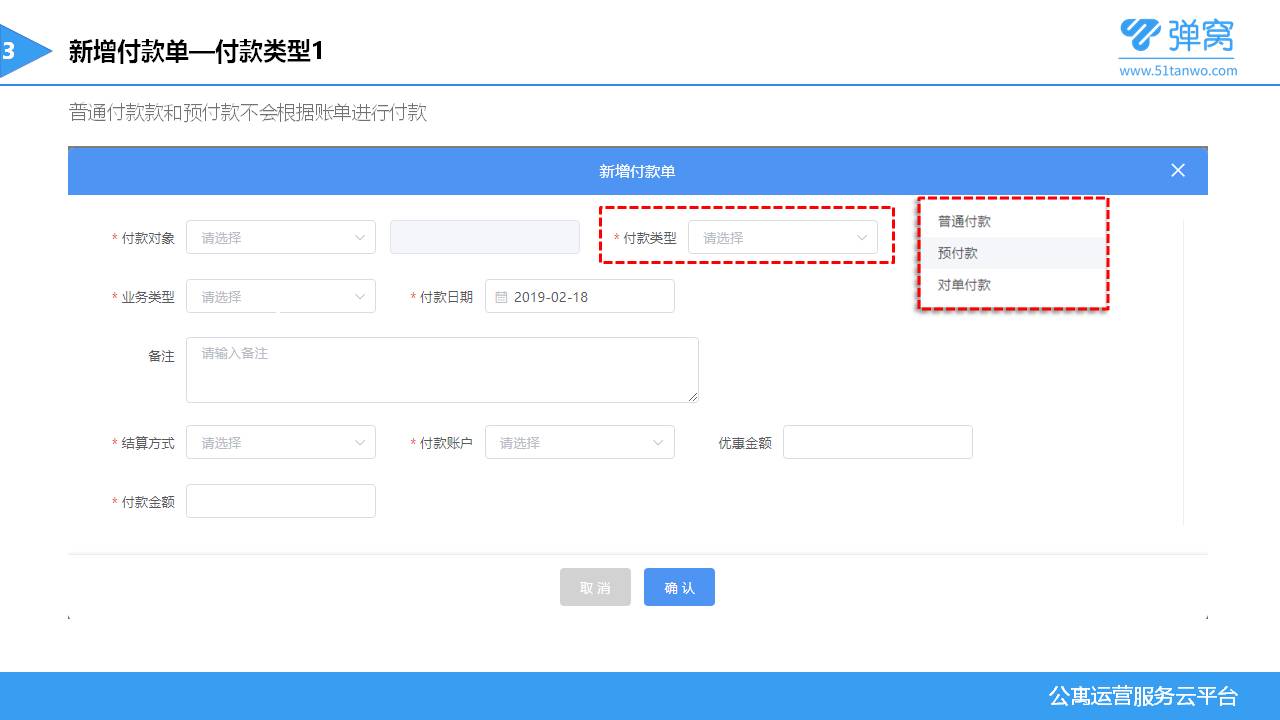 3
新增付款单—付款类型1
弹窝
www.51tanwo.com
普通付款款和预付款不会根据账单进行付款
新增付款单
* 付款对象 请选择 * 付款类型 请选择
普通付款
预付款
对单付款
* 业务类型 请选择 * 付款日期 2019-02-18
备注 请输入备注
* 结算方式 请选择 * 付款账户 请选择 优惠金额
* 付款金额
取消 确认
公寓运营服务云平台